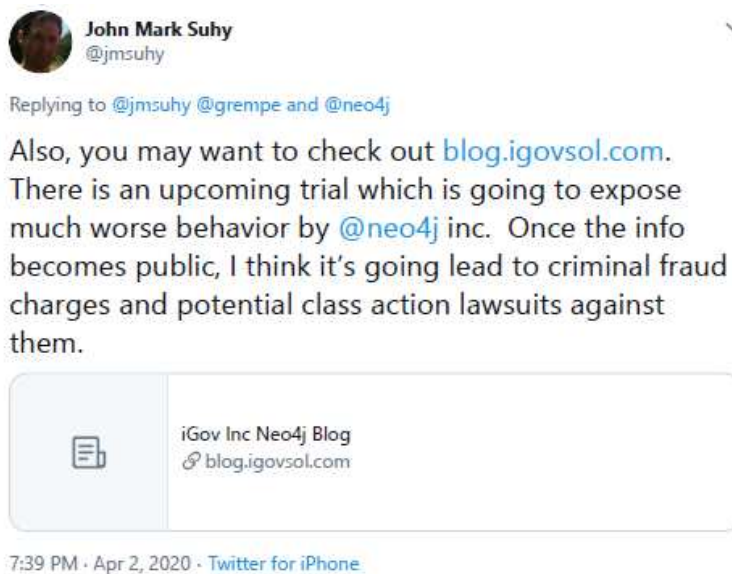 John Mark Suhy
@jmsuhy
Replying to @jmsuhy @grempe and @neo4j
Also, you may want to check out blog.igovsol.com.
There is an upcoming trial which is going to expose
much worse behavior by @neo4j inc.  Once the info
becomes public, I think it's going lead to criminal fraud
charges and potential class action lawsuits against
them.
iGov Inc Neo4j Blog
blog.igovsol.com
7:39 PM · Apr 2, 2020 · Twitter for iPhone